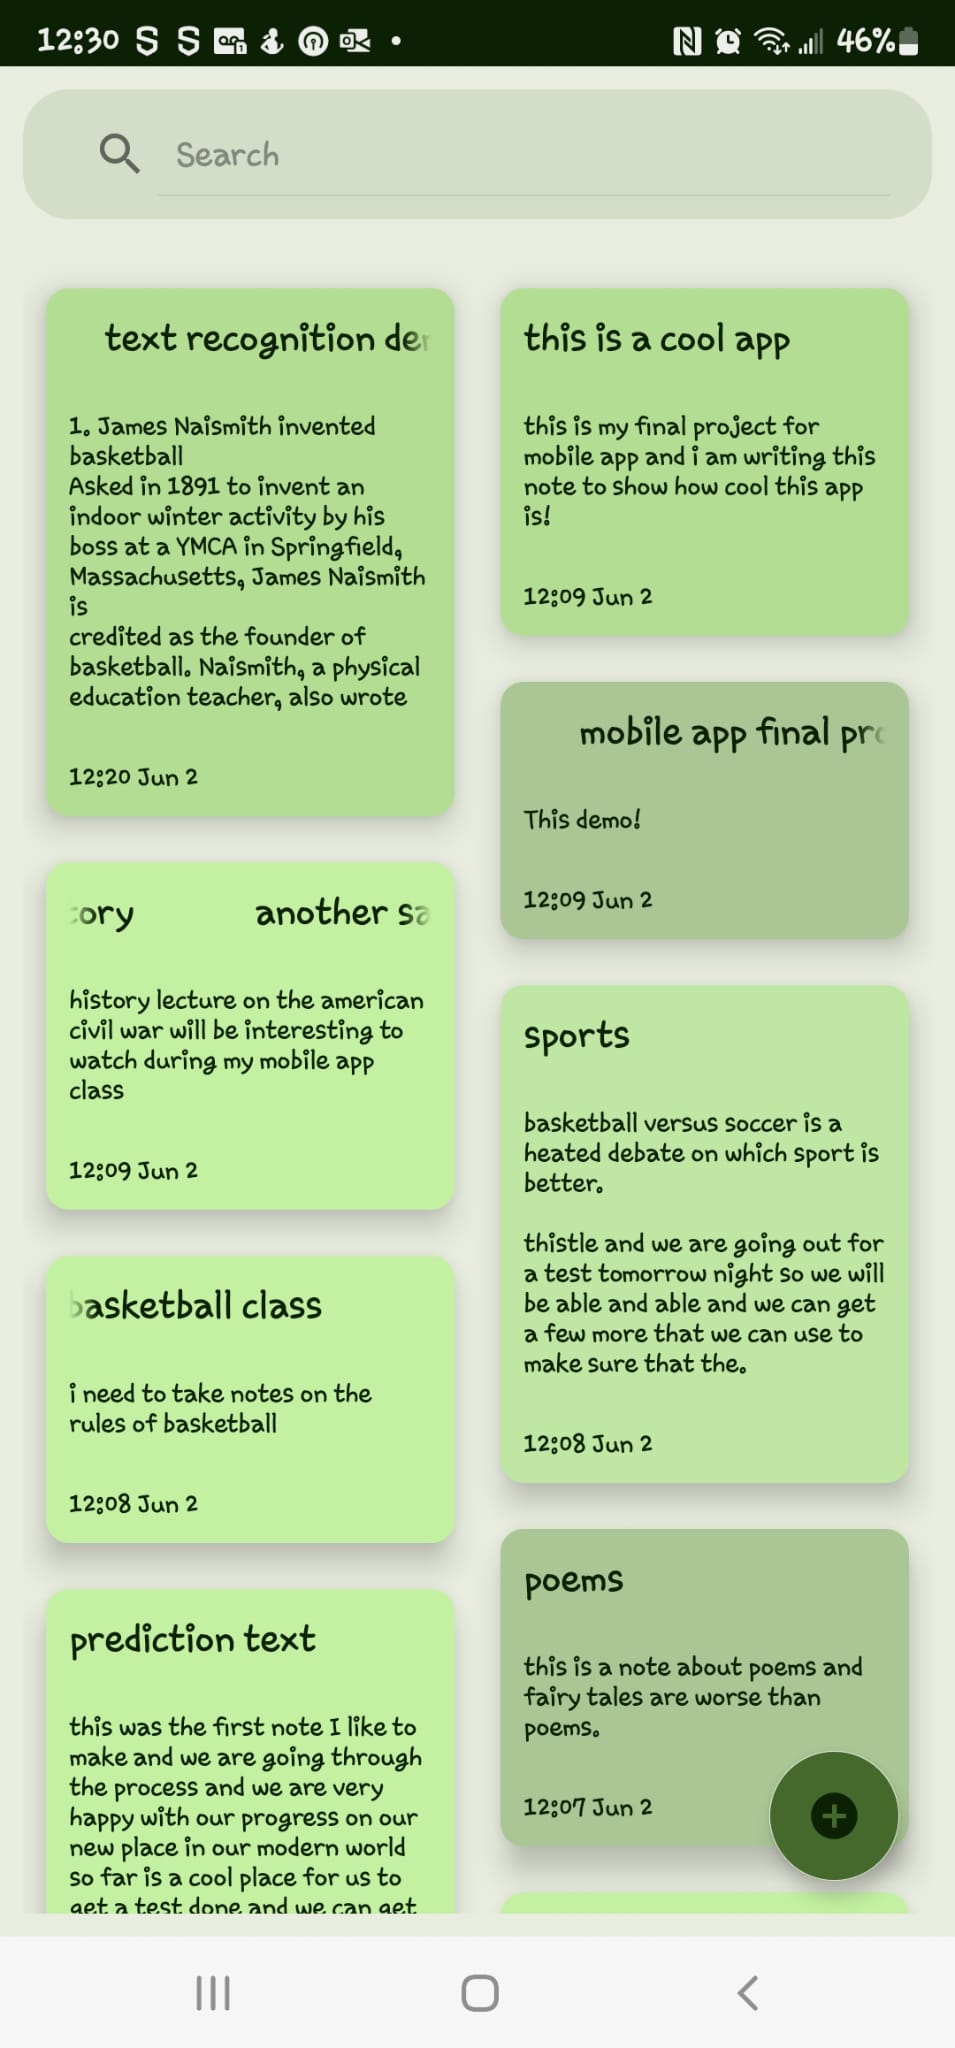 12:30
46%
Search
text recognition
1. James Naismith invented
basketball
Asked in 1891 to invent an
indoor winter activity by his
boss at a YMCA in Springfield,
Massachusetts, James Naismith
is
credited as the founder of
basketball. Naismith, a physical
education teacher, also wrote
12:20 Jun 2
this is a cool app
this is my final project for
mobile app and i am writing this
note to show how cool this app
is!
12:09 Jun 2
mobile app final
This demo!
12:09 Jun 2
another
history lecture on the american
civil war will be interesting to
watch during my mobile app
class
12:09 Jun 2
sports
basketball versus soccer is a
heated debate on which sport is
better.
thistle and we are going out for
a test tomorrow night so we will
be able and able and we can get
a few more that we can use to
make sure that the.
12:08 Jun 2
basketball class
i need to take notes on the
rules of basketball
12:08 Jun 2
poems
this is a note about poems and
fairy tales are worse than
poems.
12:07 Jun 2
prediction text
this was the first note I like to
make and we are going through
the process and we are very
happy with our progress on our
new place in our modern world
so far is a cool place for us to
get a test done and we can get